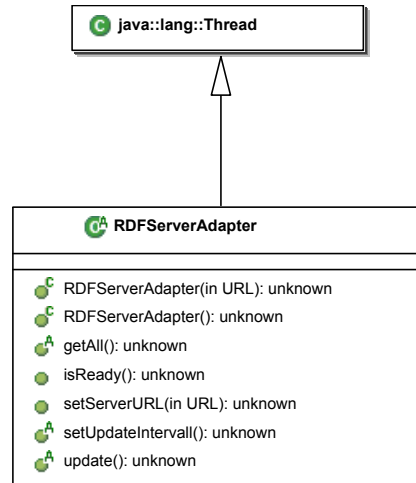 C java::lang::Thread
C A RDFServerAdapter
C RDFServerAdapter(in URL): unknown
C RDFServerAdapter(): unknown
A getAll(): unknown
isReady(): unknown
setServerURL(in URL): unknown
A setUpdateIntervall(): unknown
A update(): unknown